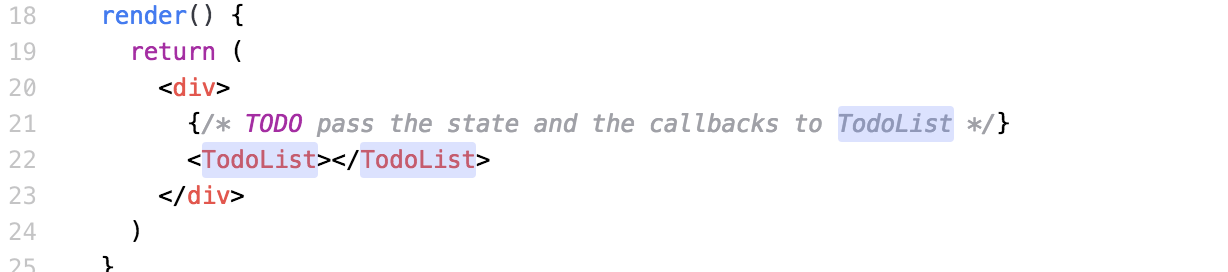 18 render() {
19 return (
20 <div>
21 {/* TODO pass the state and the callbacks to TodoList */}
22 <TodoList></TodoList>
23 </div>
24 )
25 }